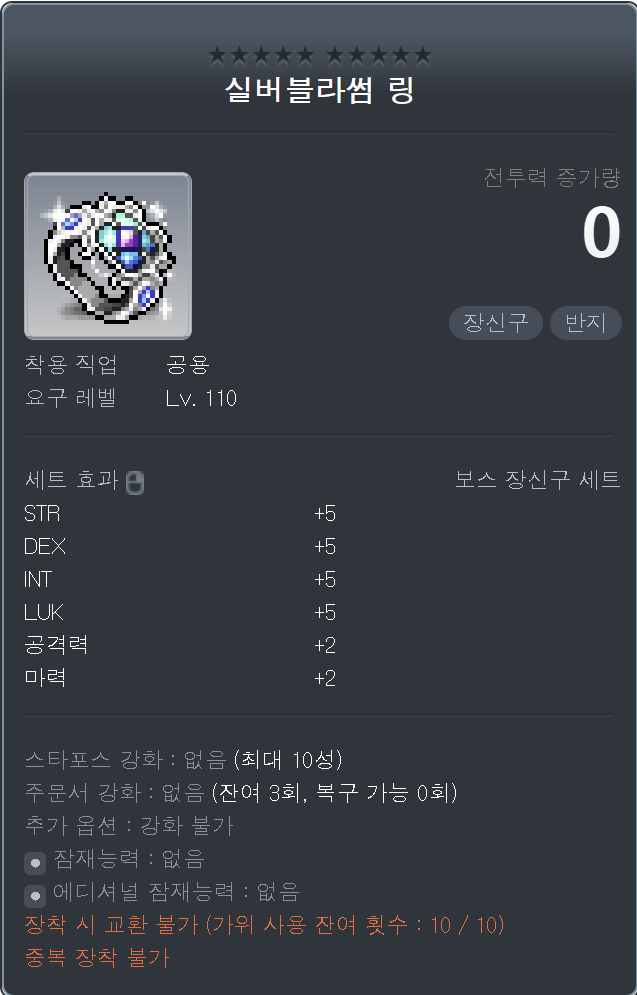 ★★★★★ ★★★★★
실버블라썸 링
전투력 증가량
0
장신구 반지
착용 직업 공용
요구 레벨 Lv. 110
세트 효과 보스 장신구 세트
STR +5
DEX +5
INT +5
LUK +5
공격력 +2
마력 +2
스타포스 강화 : 없음 (최대 10성)
주문서 강화 : 없음 (잔여 3회, 복구 가능 0회)
추가 옵션 : 강화 불가
잠재능력 : 없음
에디셔널 잠재능력 : 없음
장착 시 교환 불가 (가위 사용 잔여 횟수 : 10 / 10)
중복 장착 불가